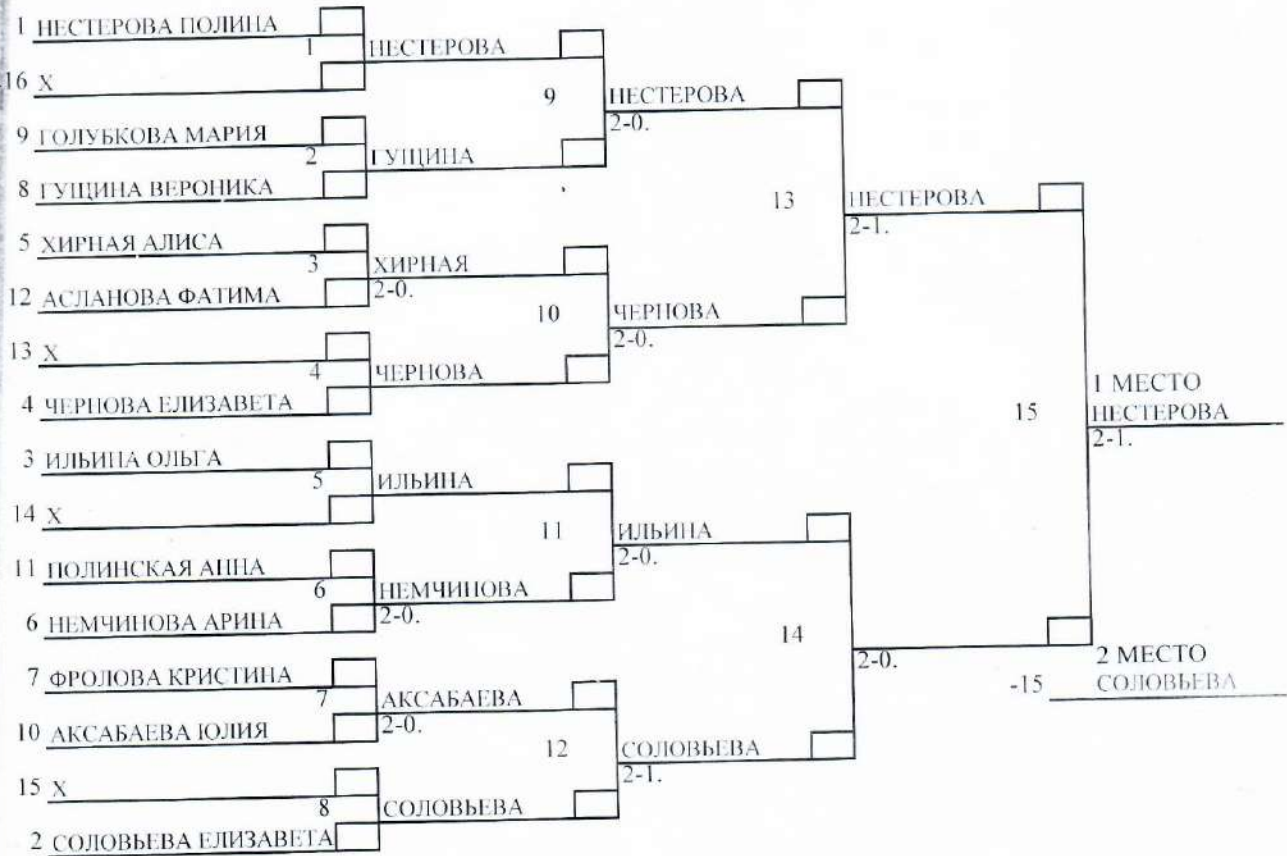 1 НЕСТЕРОВА ПОЛИНА
1 НЕСТЕРОВА
16 X
9 НЕСТЕРОВА
2-0.
9 ГОЛУБКОВА МАРИЯ
2 ГУЩИНА
8 ГУЩИНА ВЕРОНИКА
13 НЕСТЕРОВА
2-1.
5 ХИРНАЯ АЛИСА
3 ХИРНАЯ
2-0.
12 АСЛАНОВА ФАТИМА
10 ЧЕРНОВА
2-0.
13 X
4 ЧЕРНОВА
4 ЧЕРНОВА ЕЛИЗАВЕТА
1 МЕСТО
15 НЕСТЕРОВА
2-1.
3 ИЛЬИНА ОЛЬГА
5 ИЛЬИНА
14 X
11 ИЛЬИНА
2-0.
11 ПОЛИНСКАЯ АННА
6 НЕМЧИНОВА
2-0.
6 НЕМЧИНОВА АРИНА
14
2-0.
2 МЕСТО
-15 СОЛОВЬЕВА
7 ФРОЛОВА КРИСТИНА
7 АКСАБАЕВА
2-0.
10 АКСАБАЕВА ЮЛИЯ
12 СОЛОВЬЕВА
2-1.
15 X
8 СОЛОВЬЕВА
2 СОЛОВЬЕВА ЕЛИЗАВЕТА